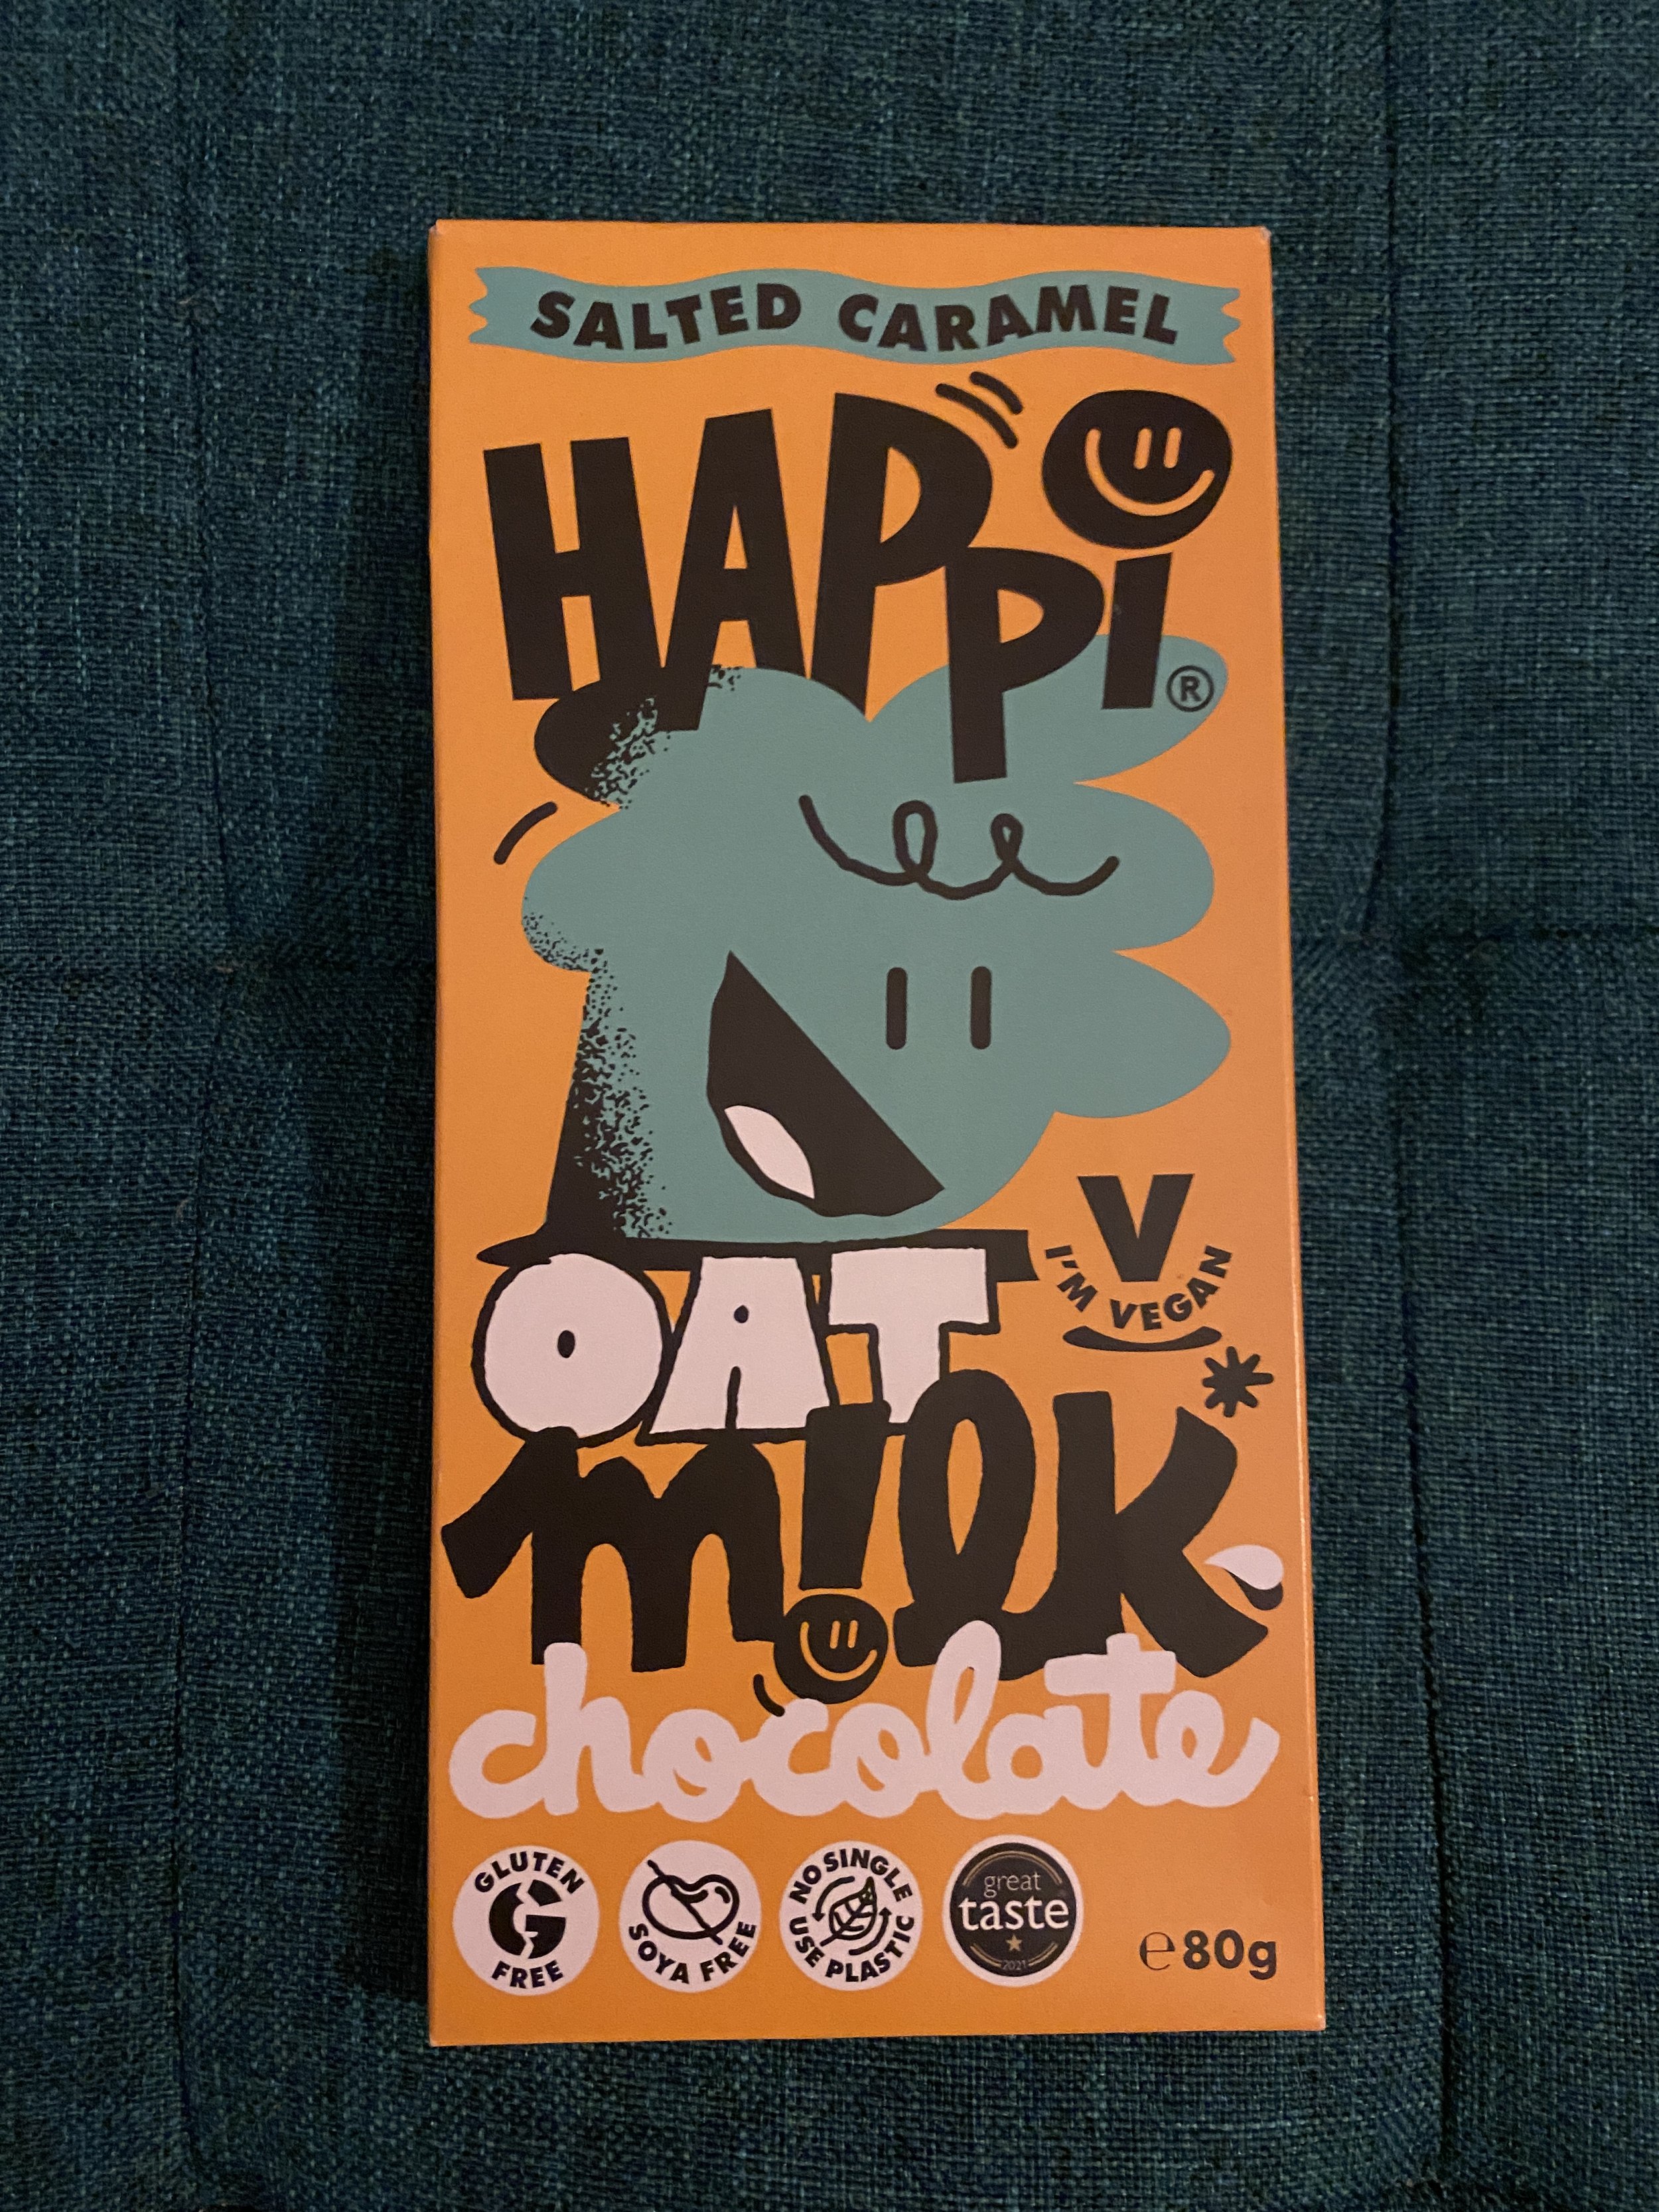 SALTED CARAMEL
HAPPi®
V
I'M VEGAN
OAT
m!lk*
chocolate
GLUTEN
FREE
SOYA FREE
NO SINGLE
USE PLASTIC
great
taste
2021
℮80g